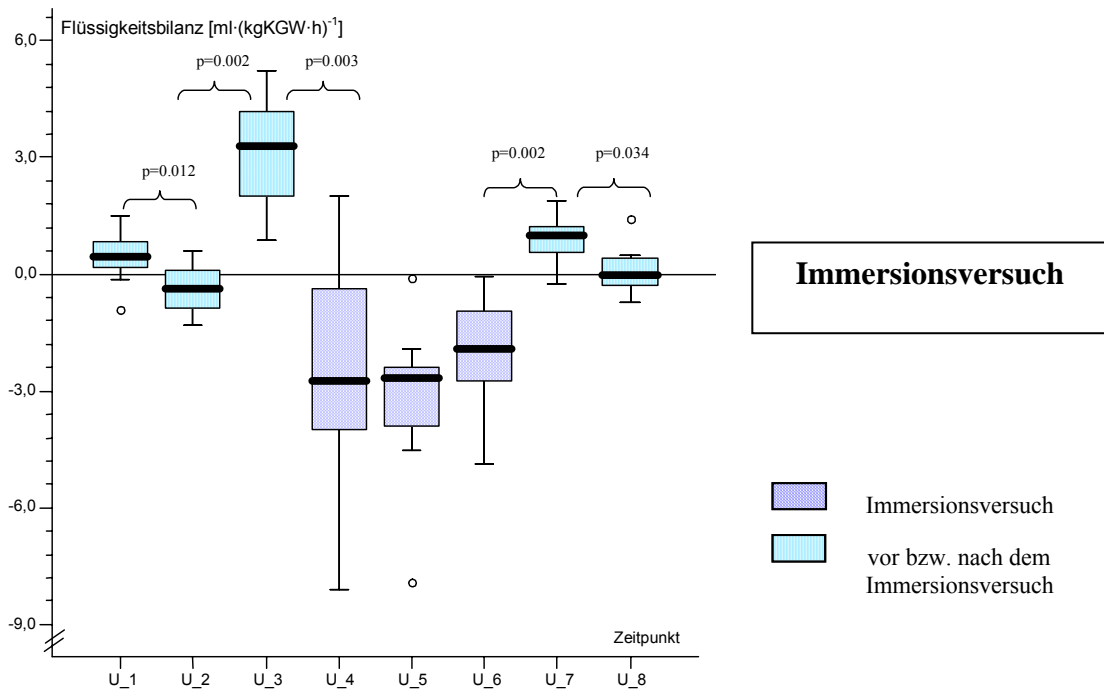 Flüssigkeitsbilanz [ml·(kgKGW·h)⁻¹]
6,0
3,0
0,0
-3,0
-6,0
-9,0
p=0.012
p=0.002
p=0.003
p=0.002
p=0.034
Zeitpunkt
U_1 U_2 U_3 U_4 U_5 U_6 U_7 U_8
Immersionsversuch
Immersionsversuch
vor bzw. nach dem
Immersionsversuch